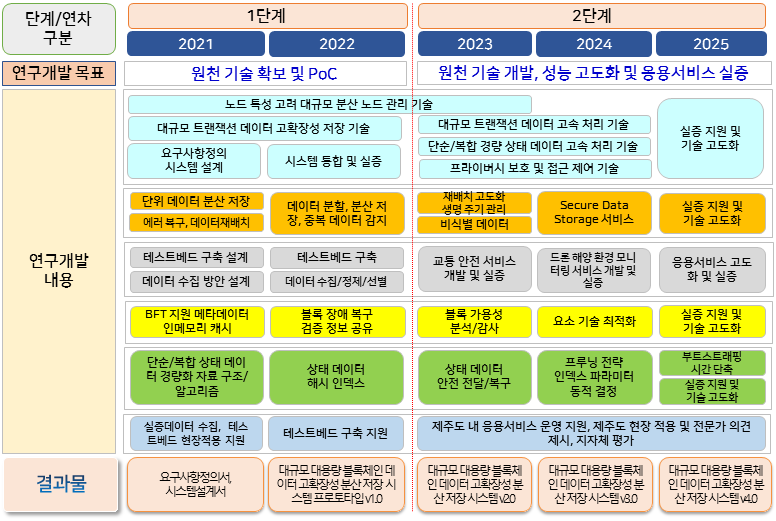 단계/연차
구분
1단계
2단계
2021
2022
2023
2024
2025
연구개발 목표
원천 기술 확보 및 PoC
원천 기술 개발, 성능 고도화 및 응용서비스 실증
연구개발
내용
노드 특성 고려 대규모 분산 노드 관리 기술
대규모 트랜잭션 데이터 고확장성 저장 기술
요구사항정의
시스템 설계
시스템 통합 및 실증
대규모 트랜잭션 데이터 고속 처리 기술
단순/복합 경량 상태 데이터 고속 처리 기술
프라이버시 보호 및 접근 제어 기술
실증 지원 및
기술 고도화
단위 데이터 분산 저장
에러 복구, 데이터재배치
데이터 분할, 분산 저
장, 중복 데이터 감지
재배치 고도화
생명 주기 관리
비식별 데이터
Secure Data
Storage 서비스
실증 지원 및
기술 고도화
테스트베드 구축 설계
데이터 수집 방안 설계
테스트베드 구축
데이터 수집/정제/선별
교통 안전 서비스
개발 및 실증
드론 해양 환경 모니
터링 서비스 개발 및
실증
응용서비스 고도
화 및 실증
BFT 지원 메타데이터
인메모리 캐시
블록 장애 복구
검증 정보 공유
블록 가용성
분석/감사
요소 기술 최적화
실증 지원 및
기술 고도화
단순/복합 상태 데이
터 경량화 자료 구조/
알고리즘
상태 데이터
해시 인덱스
상태 데이터
안전 전달/복구
프루닝 전략
인덱스 파라미터
동적 결정
부트스트래핑
시간 단축
실증 지원 및
기술 고도화
실증데이터 수집, 테스
트베드 현장적용 지원
테스트베드 구축 지원
제주도 내 응용서비스 운영 지원, 제주도 현장 적용 및 전문가 의견
제시, 지자체 평가
결과물
요구사항정의서,
시스템설계서
대규모 대용량 블록체인 데
이터 고확장성 분산 저장 시
스템 프로토타입 v1.0
대규모 대용량 블록체
인 데이터 고확장성 분
산 저장 시스템 v2.0
대규모 대용량 블록체
인 데이터 고확장성 분
산 저장 시스템 v3.0
대규모 대용량 블록체
인 데이터 고확장성 분
산 저장 시스템 v4.0